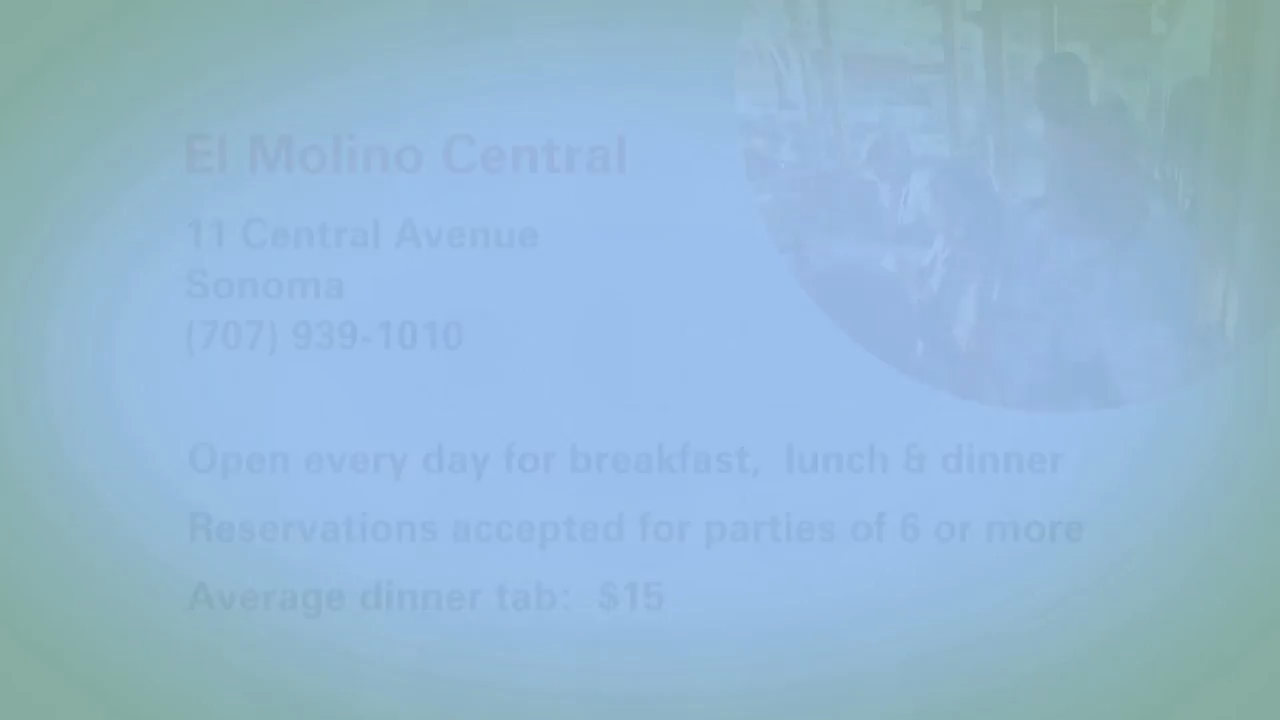 El Molino Central
11 Central Avenue
Sonoma
(707) 939-1010
Open every day for breakfast, lunch & dinner
Reservations accepted for parties of 6 or more
Average dinner tab: $15